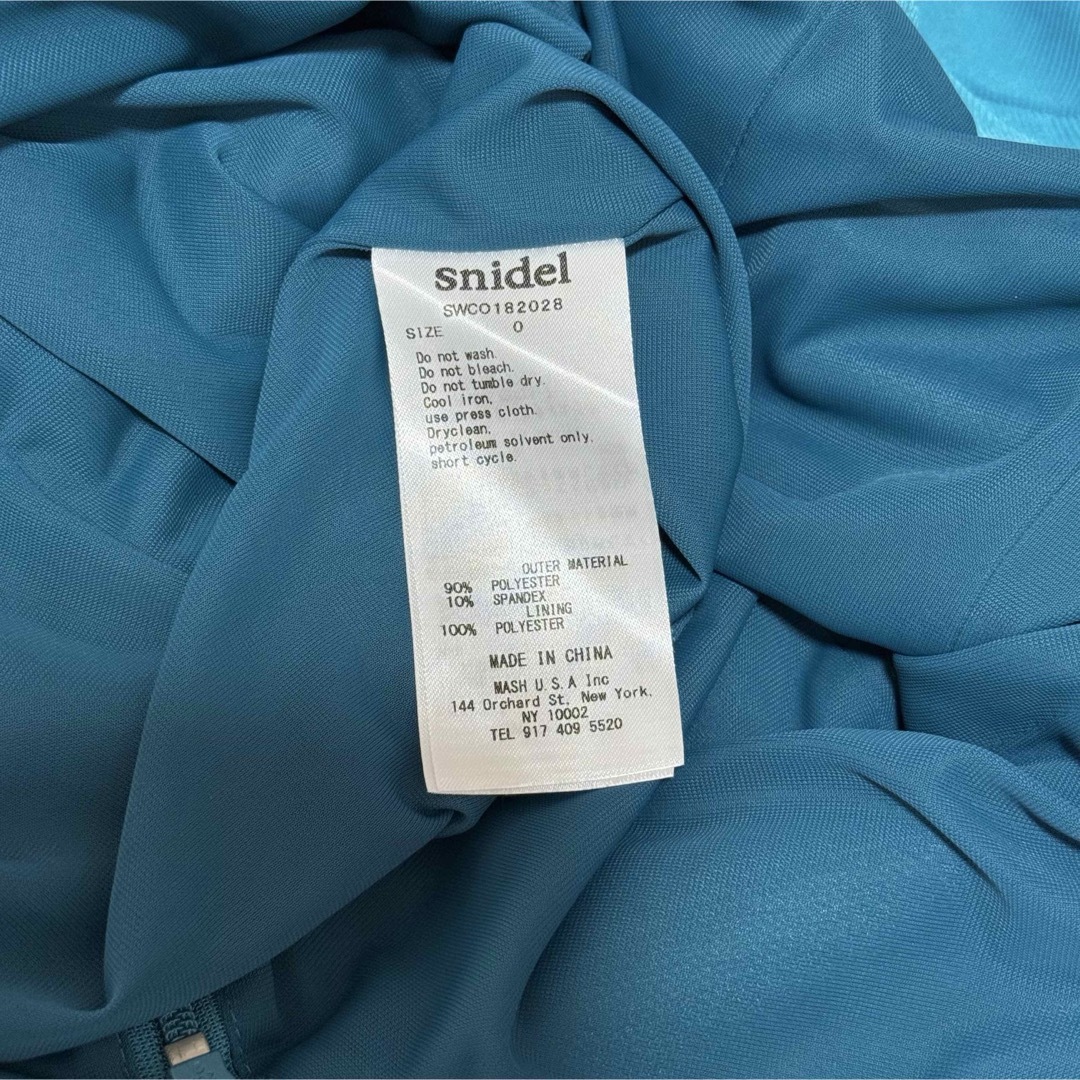 snidel
SWCO182028
SIZE 0
Do not wash.
Do not bleach.
Do not tumble dry.
Cool iron,
use press cloth.
Dryclean,
petroleum solvent only,
short cycle.
OUTER MATERIAL
90% POLYESTER
10% SPANDEX
LINING
100% POLYESTER
MADE IN CHINA
MASH U.S.A Inc
144 Orchard St, New York,
NY 10002
TEL 917 409 5520